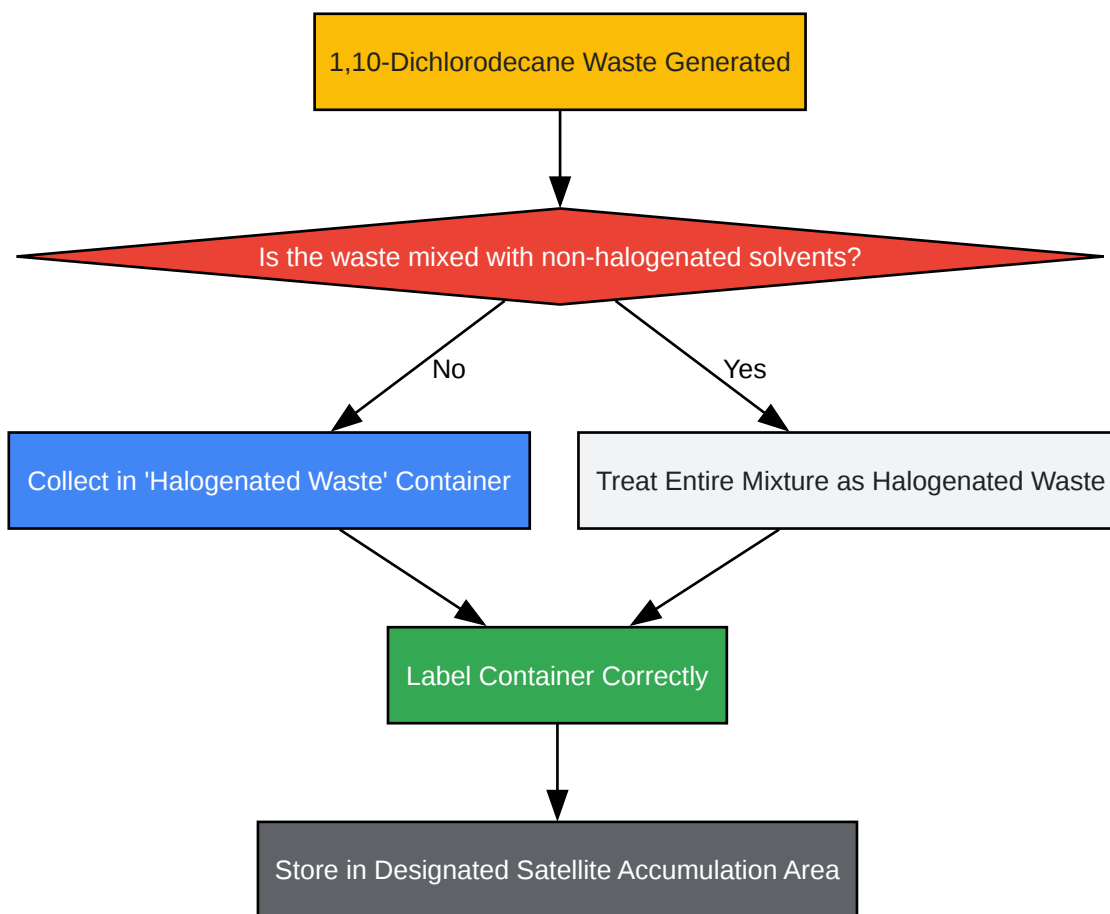 1,10-Dichlorodecane Waste Generated
Is the waste mixed with non-halogenated solvents?
No
Yes
Collect in 'Halogenated Waste' Container
Treat Entire Mixture as Halogenated Waste
Label Container Correctly
Store in Designated Satellite Accumulation Area